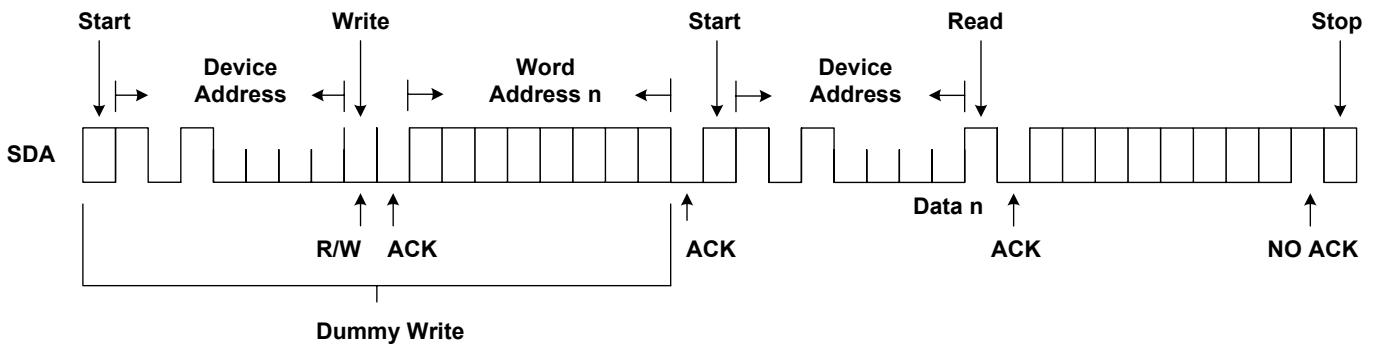 Start
Write
Start
Read
Stop
Device
Address
Word
Address n
Device
Address
SDA
Data n
R/W
ACK
ACK
ACK
NO ACK
Dummy Write